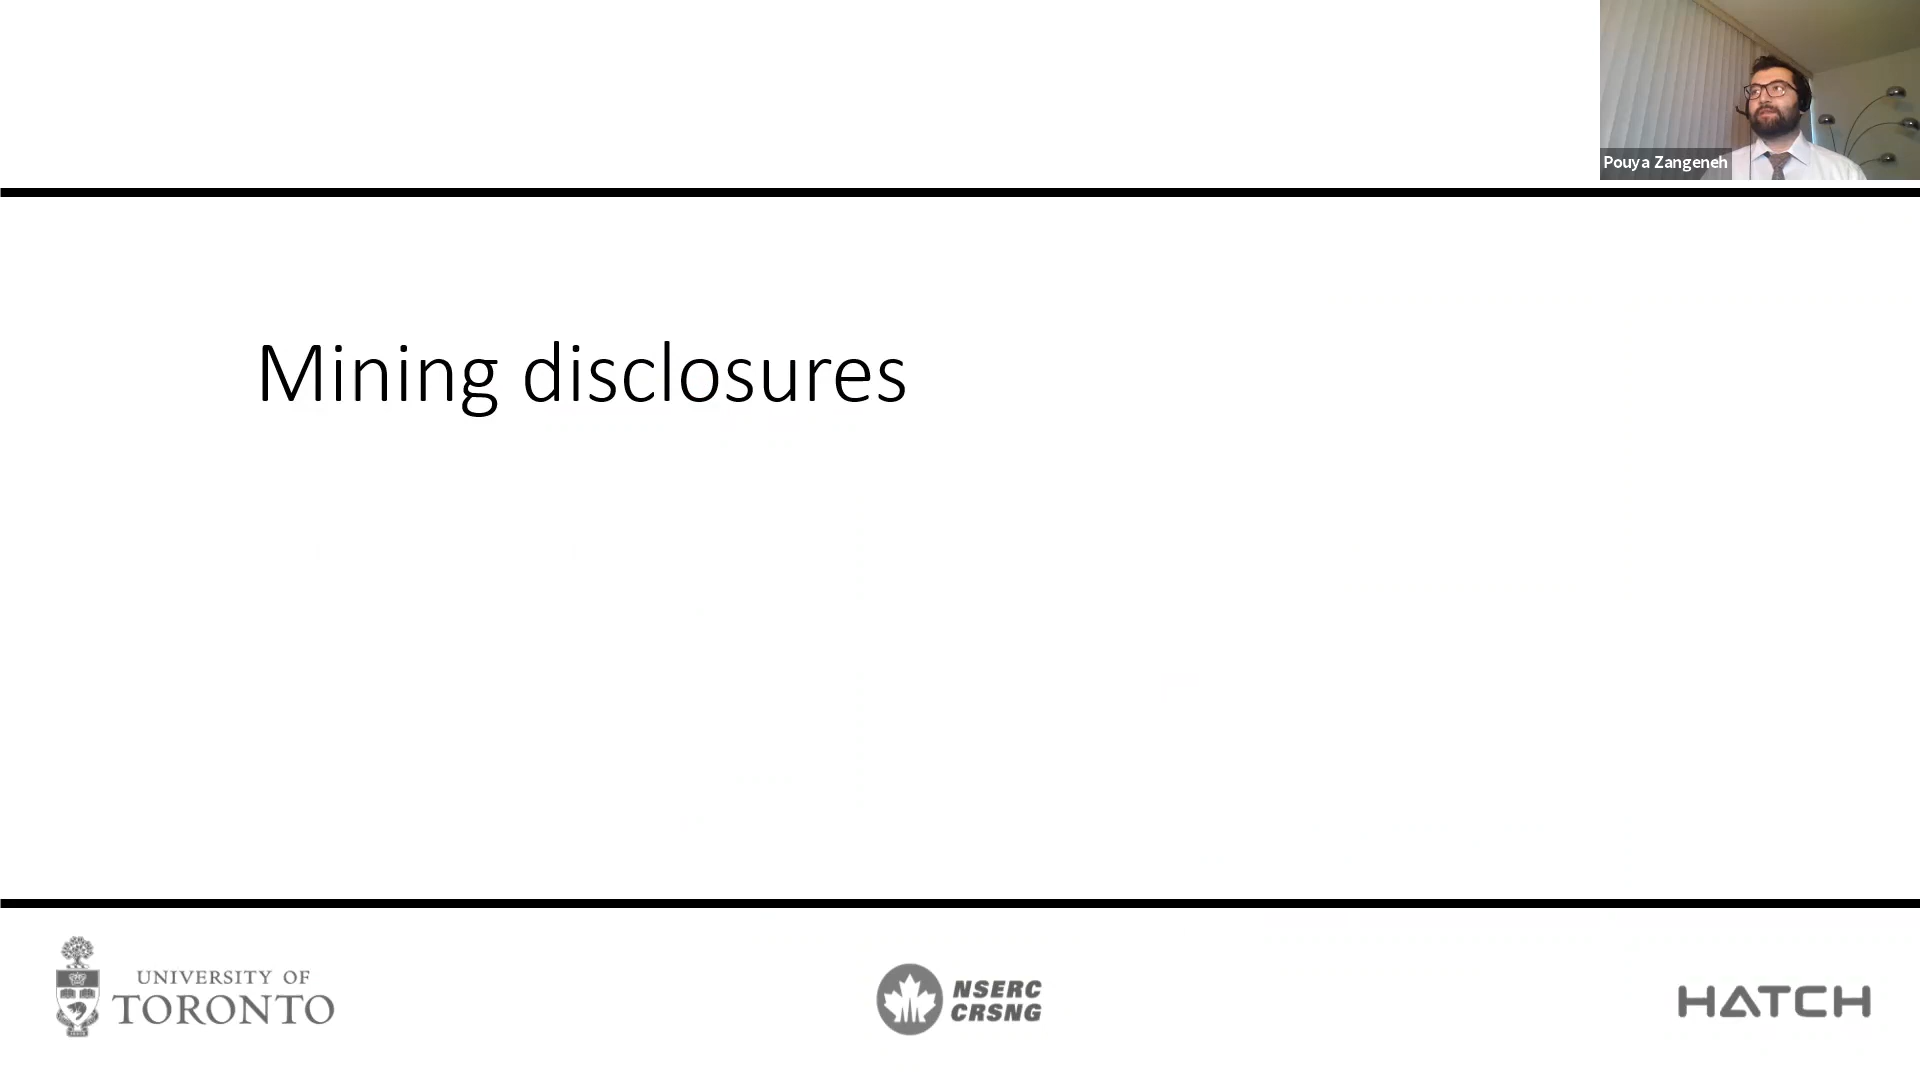 Pouya Zangeneh
Mining disclosures
UNIVERSITY OF
TORONTO
NSERC
CRSNG
HATCH